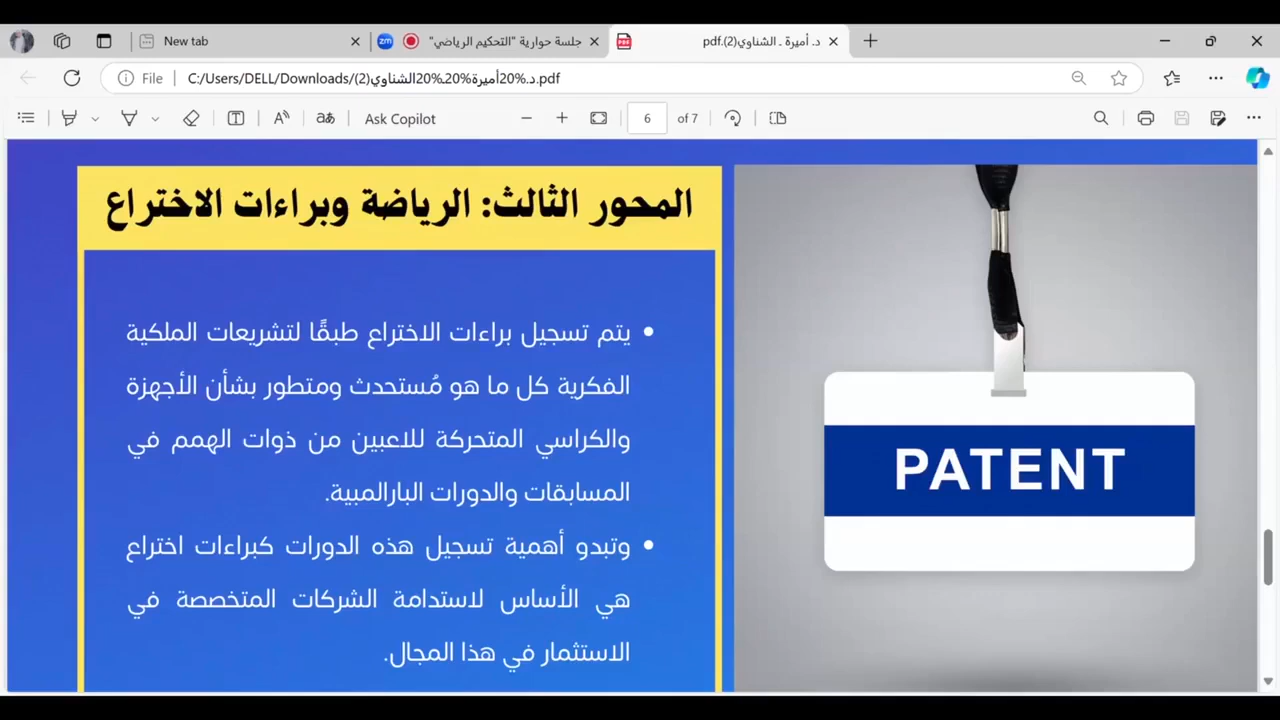 New tab
جلسة حوارية "التحكيم الرياضي"
د. أميرة ـ الشناوي(2).pdf
File
C:/Users/DELL/Downloads/د.%20أميرة%20ـ%20الشناوي(2).pdf
Ask Copilot
6 of 7
المحور الثالث: الرياضة وبراءات الاختراع
• يتم تسجيل براءات الاختراع طبقًا لتشريعات الملكية
الفكرية كل ما هو مُستحدث ومتطور بشأن الأجهزة
والكراسي المتحركة للاعبين من ذوات الهمم في
المسابقات والدورات البارالمبية.
• وتبدو أهمية تسجيل هذه الدورات كبراءات اختراع
هي الأساس لاستدامة الشركات المتخصصة في
الاستثمار في هذا المجال.
PATENT